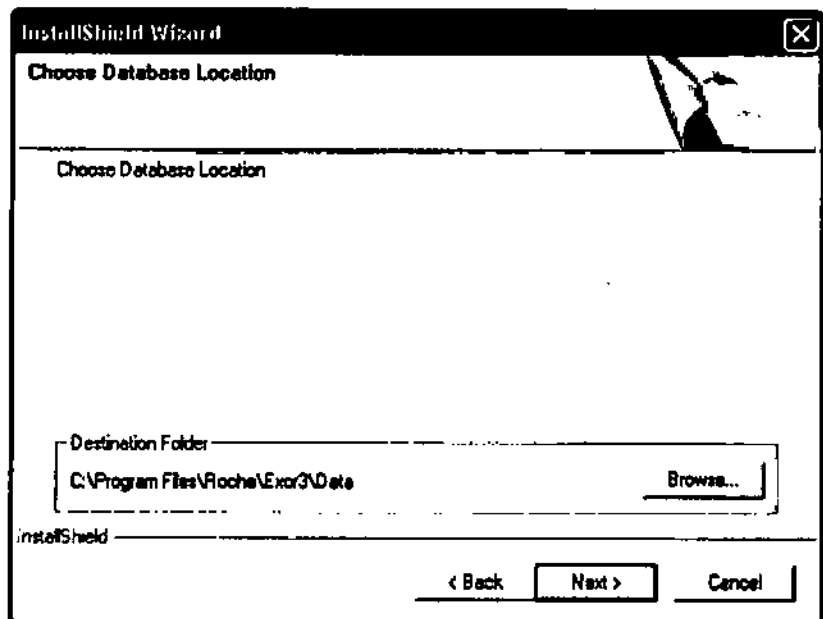 InstallShield Wizard
Choose Database Location
Choose Database Location
Destination Folder
C:\Program Files\Roche\Exor3\Data
Browse...
InstallShield
< Back
Next >
Cancel